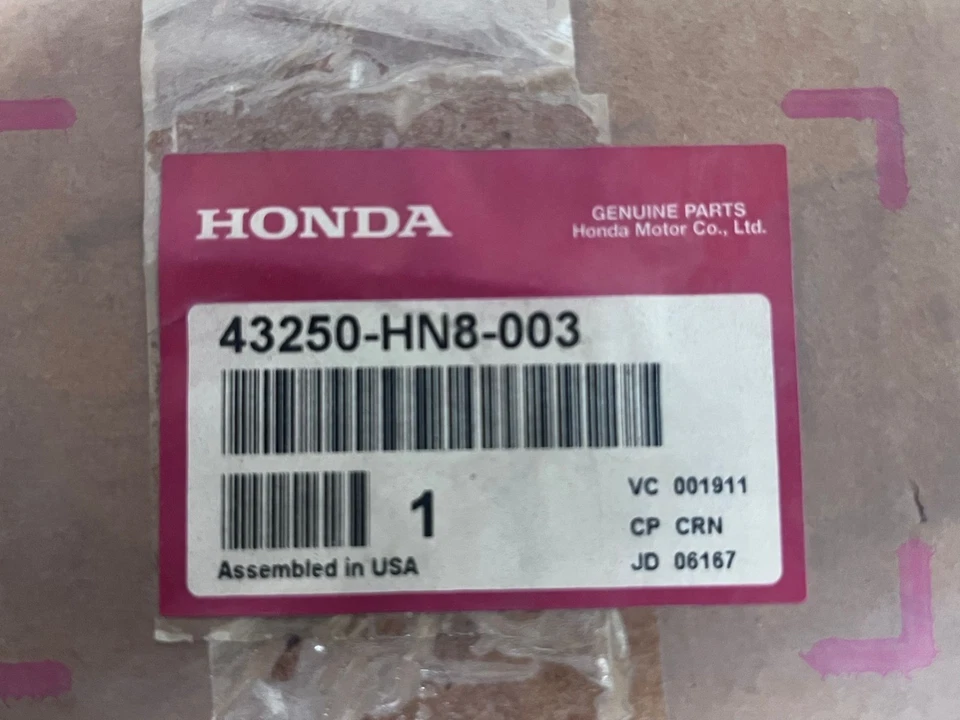 HONDA
GENUINE PARTS
Honda Motor Co., Ltd.
43250-HN8-003
1
VC 001911
CP CRN
JD 06167
Assembled in USA